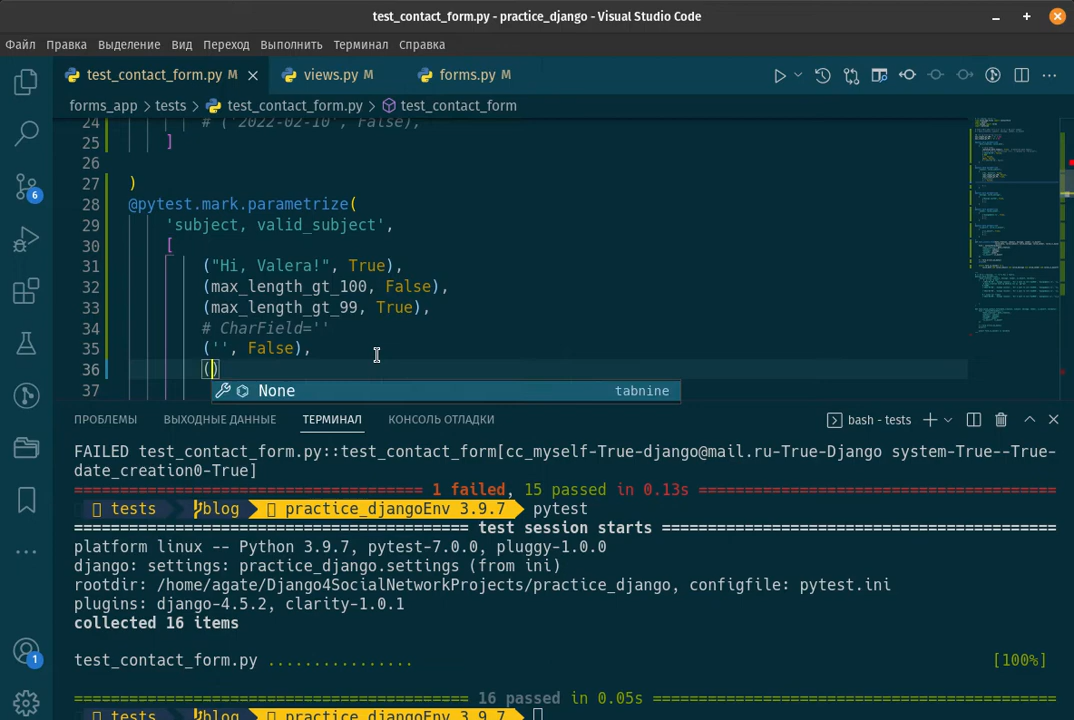 test_contact_form.py - practice_django - Visual Studio Code
Файл Правка Выделение Вид Переход Выполнить Терминал Справка
test_contact_form.py M views.py M forms.py M
forms_app > tests > test_contact_form.py > test_contact_form
24 # ('2022-02-10', False),
25 ]
26
27 )
28 @pytest.mark.parametrize(
29 'subject, valid_subject',
30 [
31 ("Hi, Valera!", True),
32 (max_length_gt_100, False),
33 (max_length_gt_99, True),
34 # CharField=''
35 ('', False),
36 ()
None tabnine
37
6
ПРОБЛЕМЫ ВЫХОДНЫЕ ДАННЫЕ ТЕРМИНАЛ КОНСОЛЬ ОТЛАДКИ bash - tests
FAILED test_contact_form.py::test_contact_form[cc_myself-True-django@mail.ru-True-Django system-True--True-
date_creation0-True]
=================================== 1 failed, 15 passed in 0.13s ====================================
tests blog practice_djangoEnv 3.9.7 pytest
======================================== test session starts ========================================
platform linux -- Python 3.9.7, pytest-7.0.0, pluggy-1.0.0
django: settings: practice_django.settings (from ini)
rootdir: /home/agate/Django4SocialNetworkProjects/practice_django, configfile: pytest.ini
plugins: django-4.5.2, clarity-1.0.1
collected 16 items
test_contact_form.py ................ [100%]
1
======================================== 16 passed in 0.05s =========================================
tests blog practice_djangoEnv 3.9.7